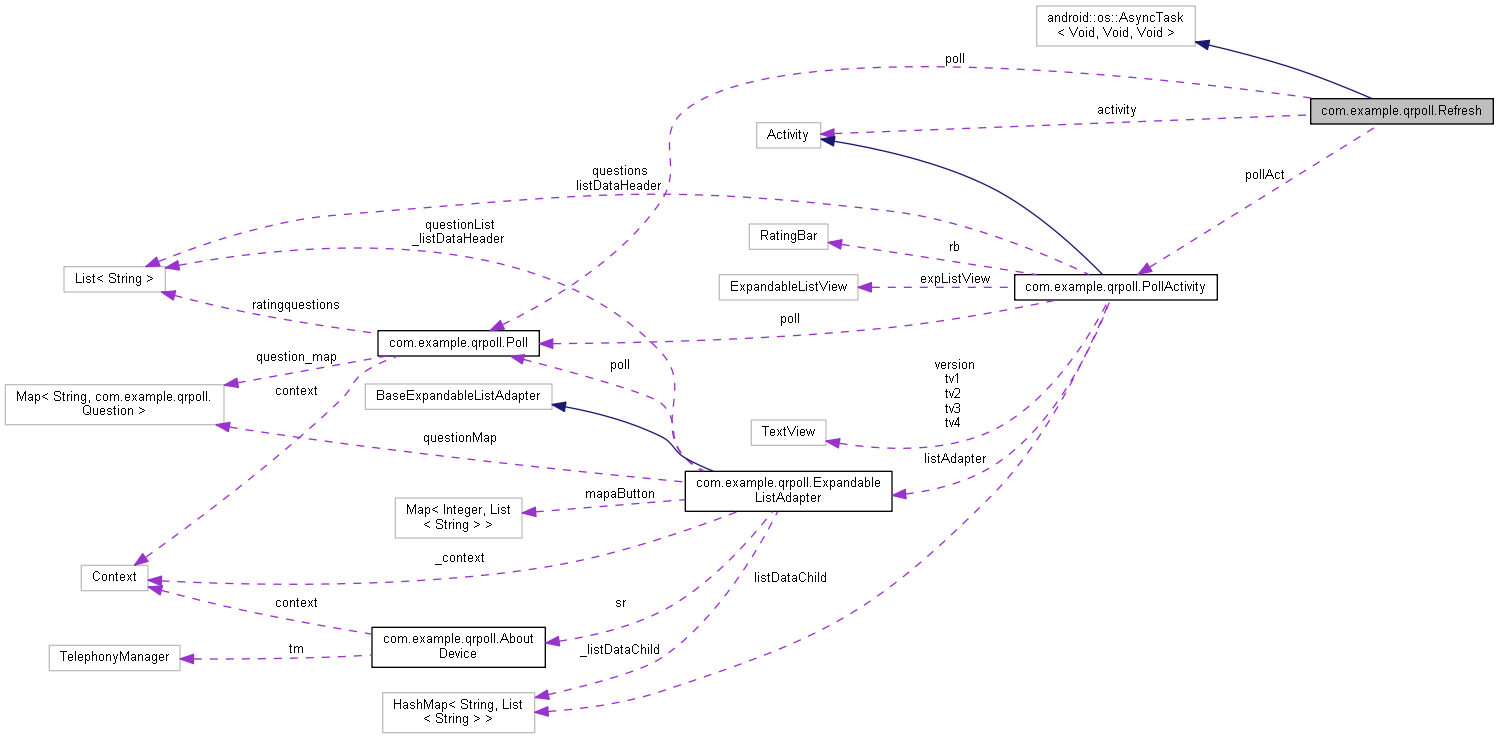 android::os::AsyncTask
< Void, Void, Void >
poll
com.example.qrpoll.Refresh
activity
Activity
questions
listDataHeader
pollAct
questionList
_listDataHeader
RatingBar
rb
List< String >
ExpandableListView
expListView
com.example.qrpoll.PollActivity
ratingquestions
poll
com.example.qrpoll.Poll
question_map
poll
version
tv1
tv2
tv3
tv4
context
Map< String, com.example.qrpoll.
Question >
BaseExpandableListAdapter
TextView
questionMap
listAdapter
com.example.qrpoll.Expandable
ListAdapter
mapaButton
Map< Integer, List
< String > >
_context
Context
listDataChild
context
sr
com.example.qrpoll.About
Device
tm
TelephonyManager
_listDataChild
HashMap< String, List
< String > >